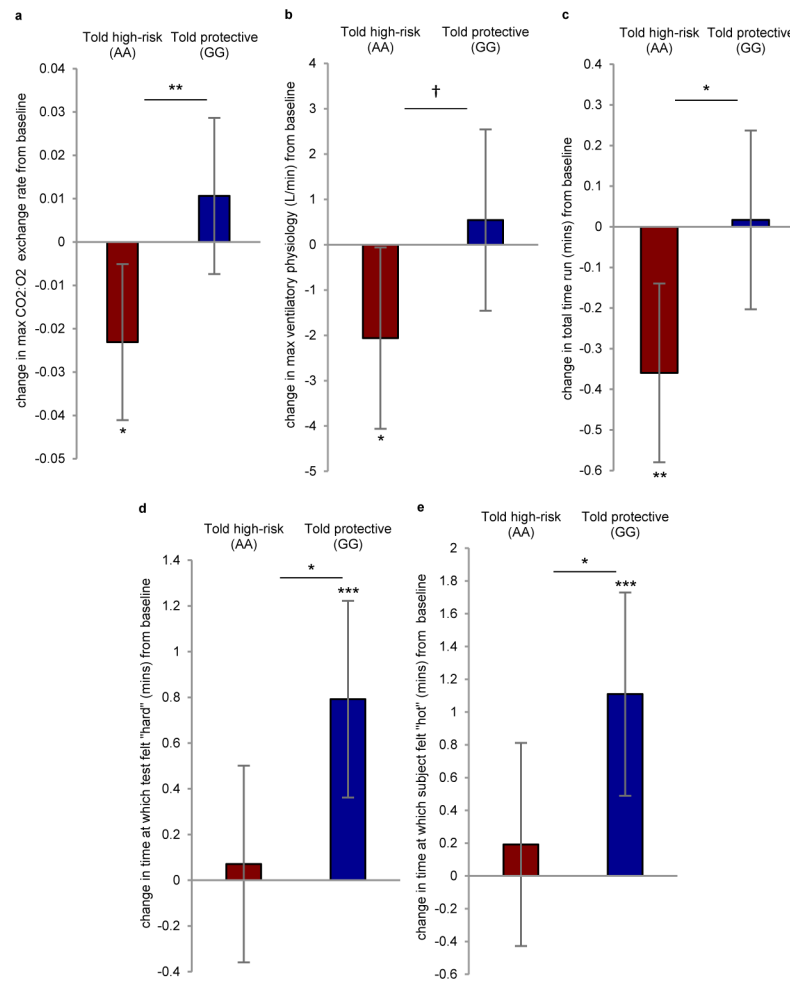 a
Told high-risk
(AA)
Told protective
(GG)
change in max CO2:O2 exchange rate from baseline
0.04
0.03
0.02
0.01
0
-0.01
-0.02
-0.03
-0.04
-0.05
**
*
b
Told high-risk
(AA)
Told protective
(GG)
change in max ventilatory physiology (L/min) from baseline
4
3
2
1
0
-1
-2
-3
-4
-5
†
*
c
Told high-risk
(AA)
Told protective
(GG)
change in total time run (mins) from baseline
0.4
0.3
0.2
0.1
0
-0.1
-0.2
-0.3
-0.4
-0.5
-0.6
*
**
d
Told high-risk
(AA)
Told protective
(GG)
change in time at which test felt "hard" (mins) from baseline
1.4
1.2
1
0.8
0.6
0.4
0.2
0
-0.2
-0.4
*
***
e
Told high-risk
(AA)
Told protective
(GG)
change in time at which subject felt "hot" (mins) from baseline
2
1.8
1.6
1.4
1.2
1
0.8
0.6
0.4
0.2
0
-0.2
-0.4
-0.6
*
***